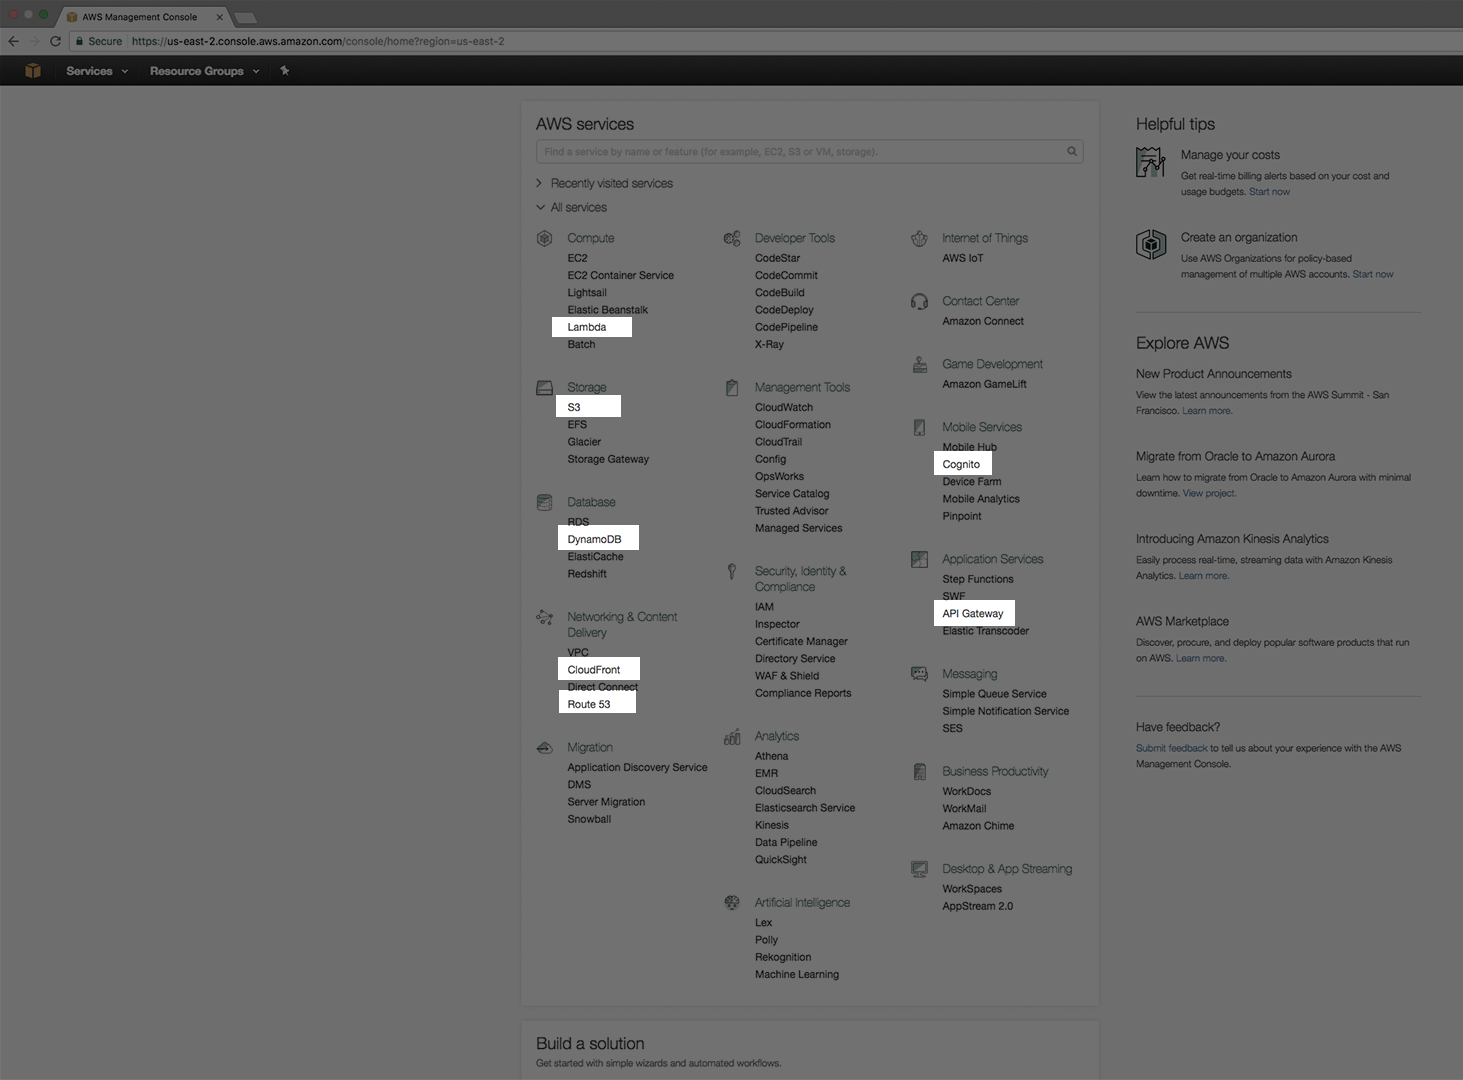 AWS Management Console
Secure https://us-east-2.console.aws.amazon.com/console/home?region=us-east-2
Services Resource Groups
AWS services
Find a service by name or feature (for example, EC2, S3 or VM, storage).
Recently visited services
All services
Compute
EC2
EC2 Container Service
Lightsail
Elastic Beanstalk
Lambda
Batch
Storage
S3
EFS
Glacier
Storage Gateway
Database
RDS
DynamoDB
ElastiCache
Redshift
Networking & Content
Delivery
VPC
CloudFront
Direct Connect
Route 53
Migration
Application Discovery Service
DMS
Server Migration
Snowball
Developer Tools
CodeStar
CodeCommit
CodeBuild
CodeDeploy
CodePipeline
X-Ray
Management Tools
CloudWatch
CloudFormation
CloudTrail
Config
OpsWorks
Service Catalog
Trusted Advisor
Managed Services
Security, Identity &
Compliance
IAM
Inspector
Certificate Manager
Directory Service
WAF & Shield
Compliance Reports
Analytics
Athena
EMR
CloudSearch
Elasticsearch Service
Kinesis
Data Pipeline
QuickSight
Artificial Intelligence
Lex
Polly
Rekognition
Machine Learning
Internet of Things
AWS IoT
Contact Center
Amazon Connect
Game Development
Amazon GameLift
Mobile Services
Mobile Hub
Cognito
Device Farm
Mobile Analytics
Pinpoint
Application Services
Step Functions
SWF
API Gateway
Elastic Transcoder
Messaging
Simple Queue Service
Simple Notification Service
SES
Business Productivity
WorkDocs
WorkMail
Amazon Chime
Desktop & App Streaming
WorkSpaces
AppStream 2.0
Build a solution
Get started with simple wizards and automated workflows.
Helpful tips
Manage your costs
Get real-time billing alerts based on your cost and
usage budgets. Start now
Create an organization
Use AWS Organizations for policy-based
management of multiple AWS accounts. Start now
Explore AWS
New Product Announcements
View the latest announcements from the AWS Summit - San
Francisco. Learn more.
Migrate from Oracle to Amazon Aurora
Learn how to migrate from Oracle to Amazon Aurora with minimal
downtime. View project.
Introducing Amazon Kinesis Analytics
Easily process real-time, streaming data with Amazon Kinesis
Analytics. Learn more.
AWS Marketplace
Discover, procure, and deploy popular software products that run
on AWS. Learn more.
Have feedback?
Submit feedback to tell us about your experience with the AWS
Management Console.